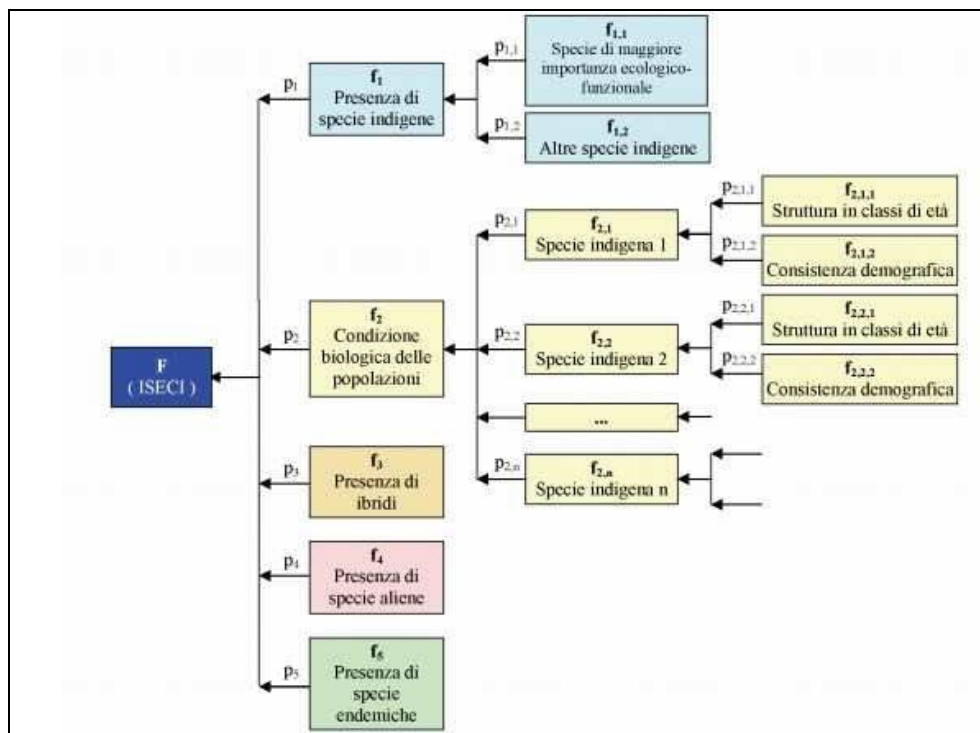 f1,1
Specie di maggiore
importanza ecologico-
funzionale
p1,1
p1
f1
Presenza di
specie indigene
p1,2
f1,2
Altre specie indigene
p2,1
f2,1
Specie indigena 1
p2,1,1
f2,1,1
Struttura in classi di età
p2,1,2
f2,1,2
Consistenza demografica
p2
f2
Condizione
biologica delle
popolazioni
p2,2
f2,2
Specie indigena 2
p2,2,1
f2,2,1
Struttura in classi di età
p2,2,2
f2,2,2
Consistenza demografica
F
( ISECI )
...
p2,n
f2,n
Specie indigena n
p3
f3
Presenza di
ibridi
p4
f4
Presenza di
specie aliene
p5
f5
Presenza di
specie
endemiche